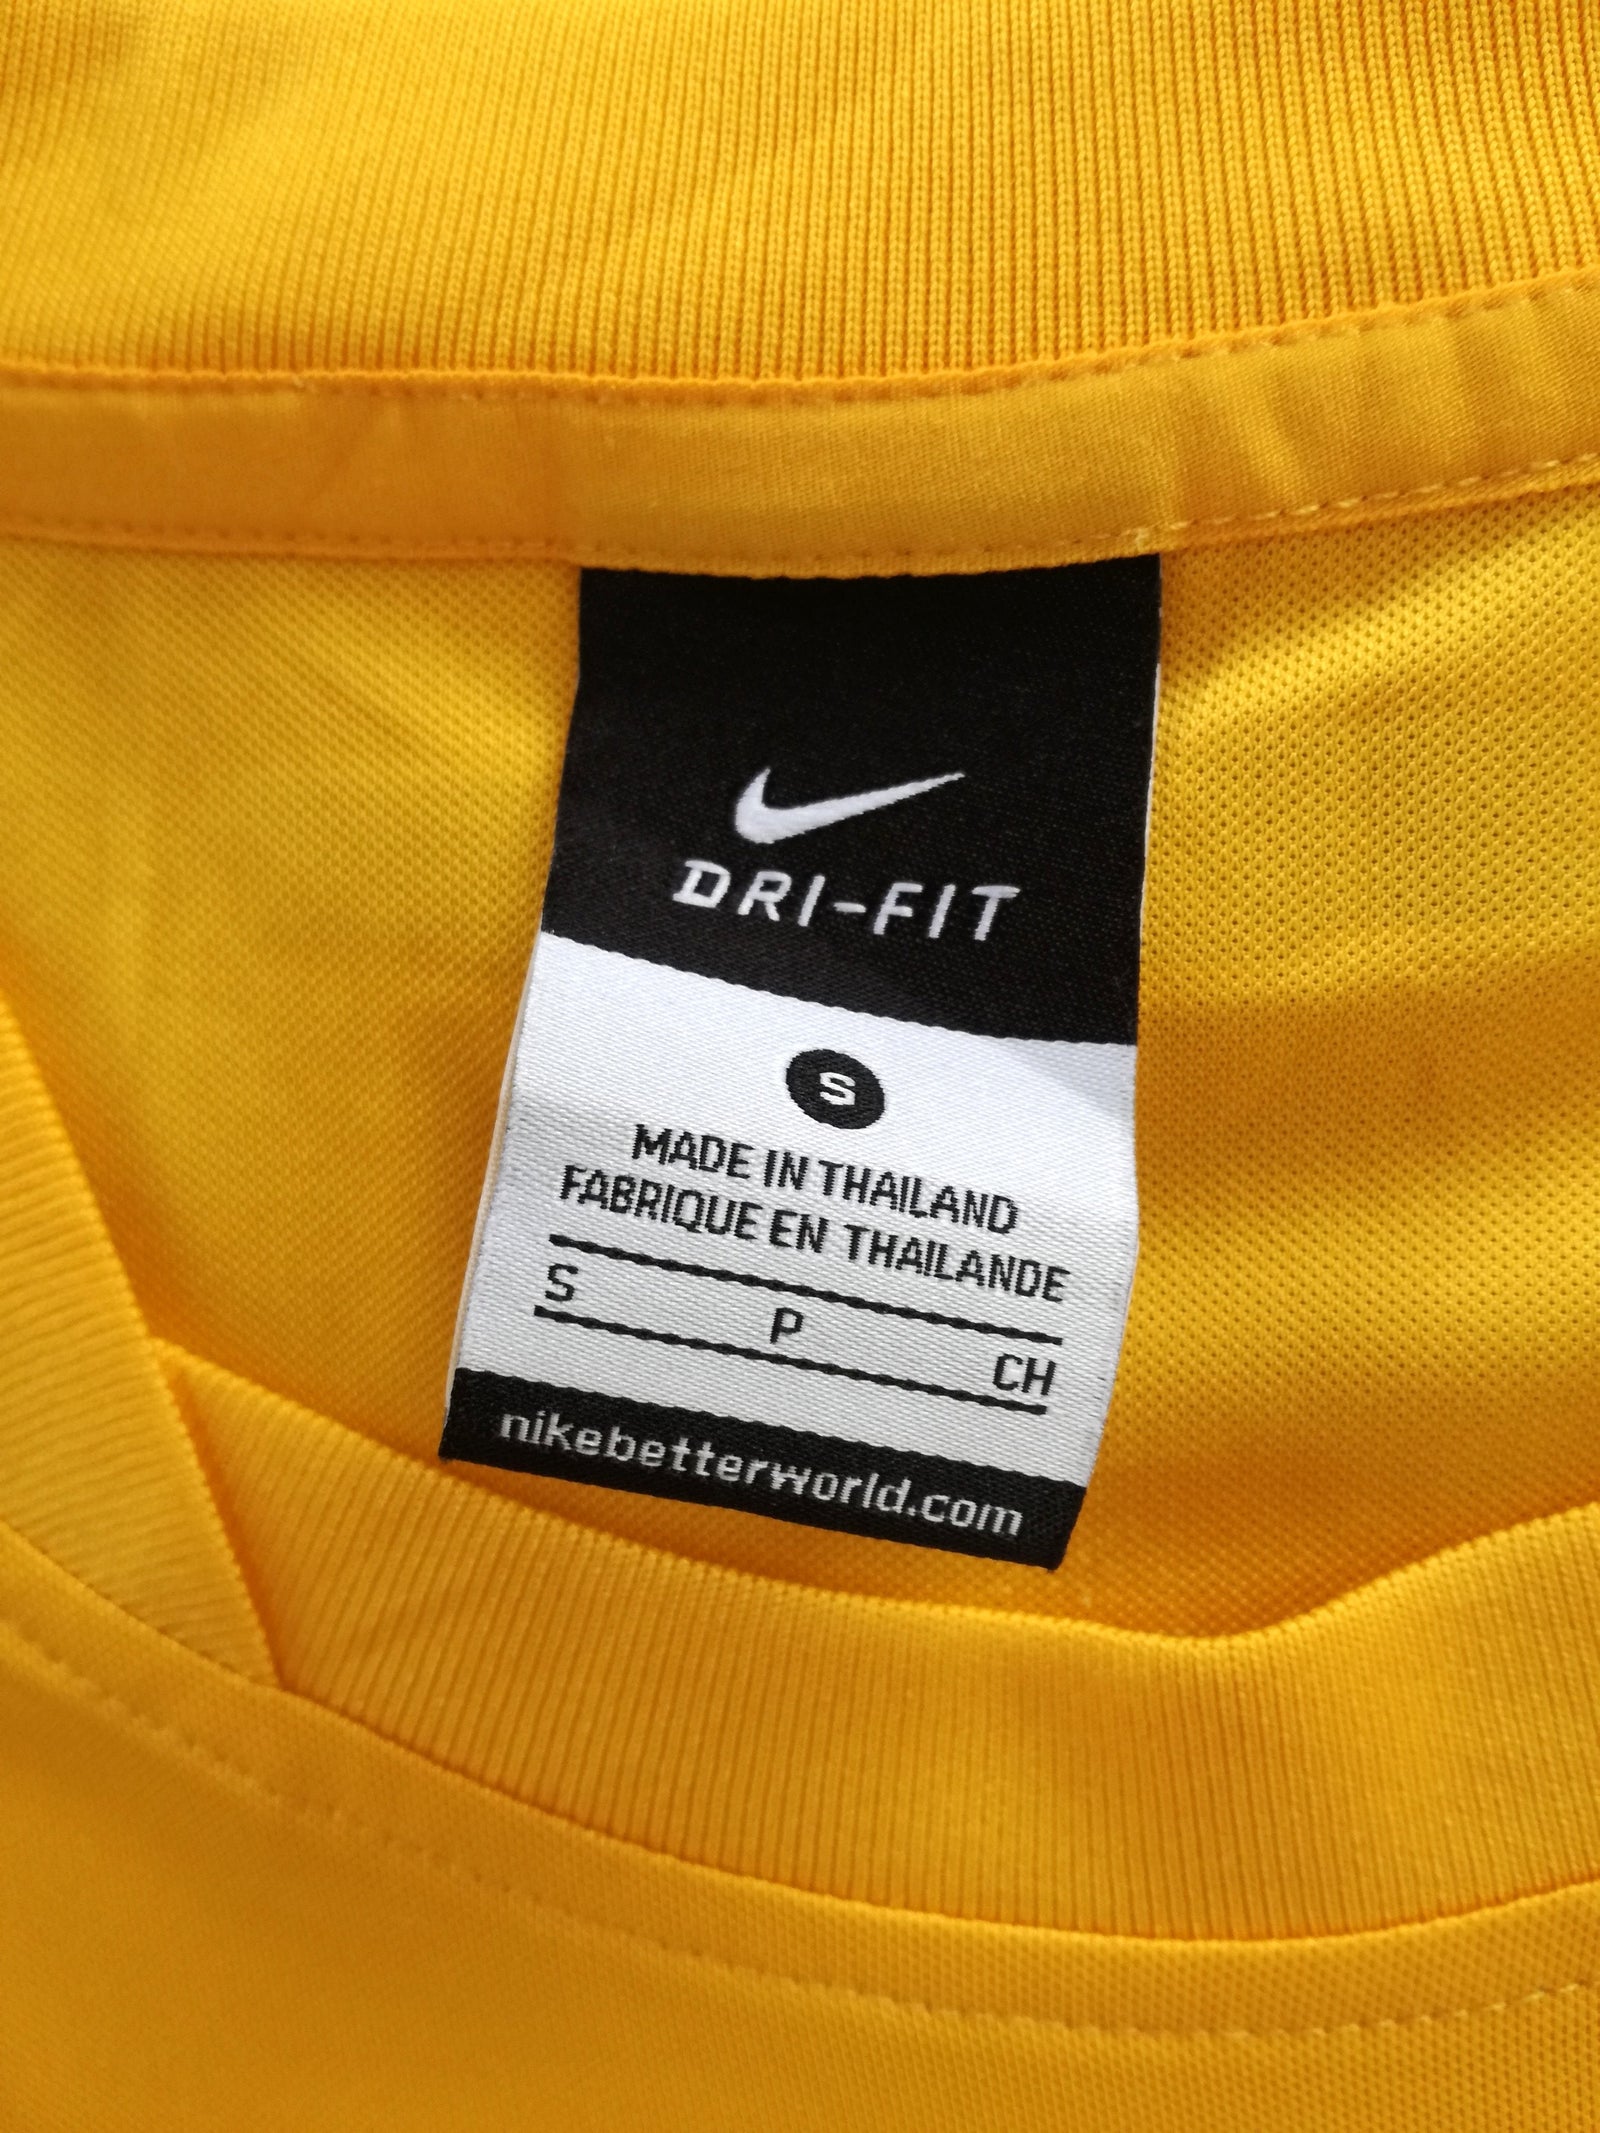 DRI-FIT
S
MADE IN THAILAND
FABRIQUE EN THAILANDE
S P CH
nikebetterworld.com